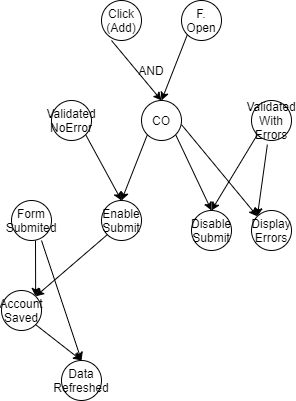 Click
(Add)
F.
Open
AND
Validated
NoError
CO
Validated
With
Errors
Form
Submited
Enable
Submit
Disable
Submit
Display
Errors
Account
Saved
Data
Refreshed